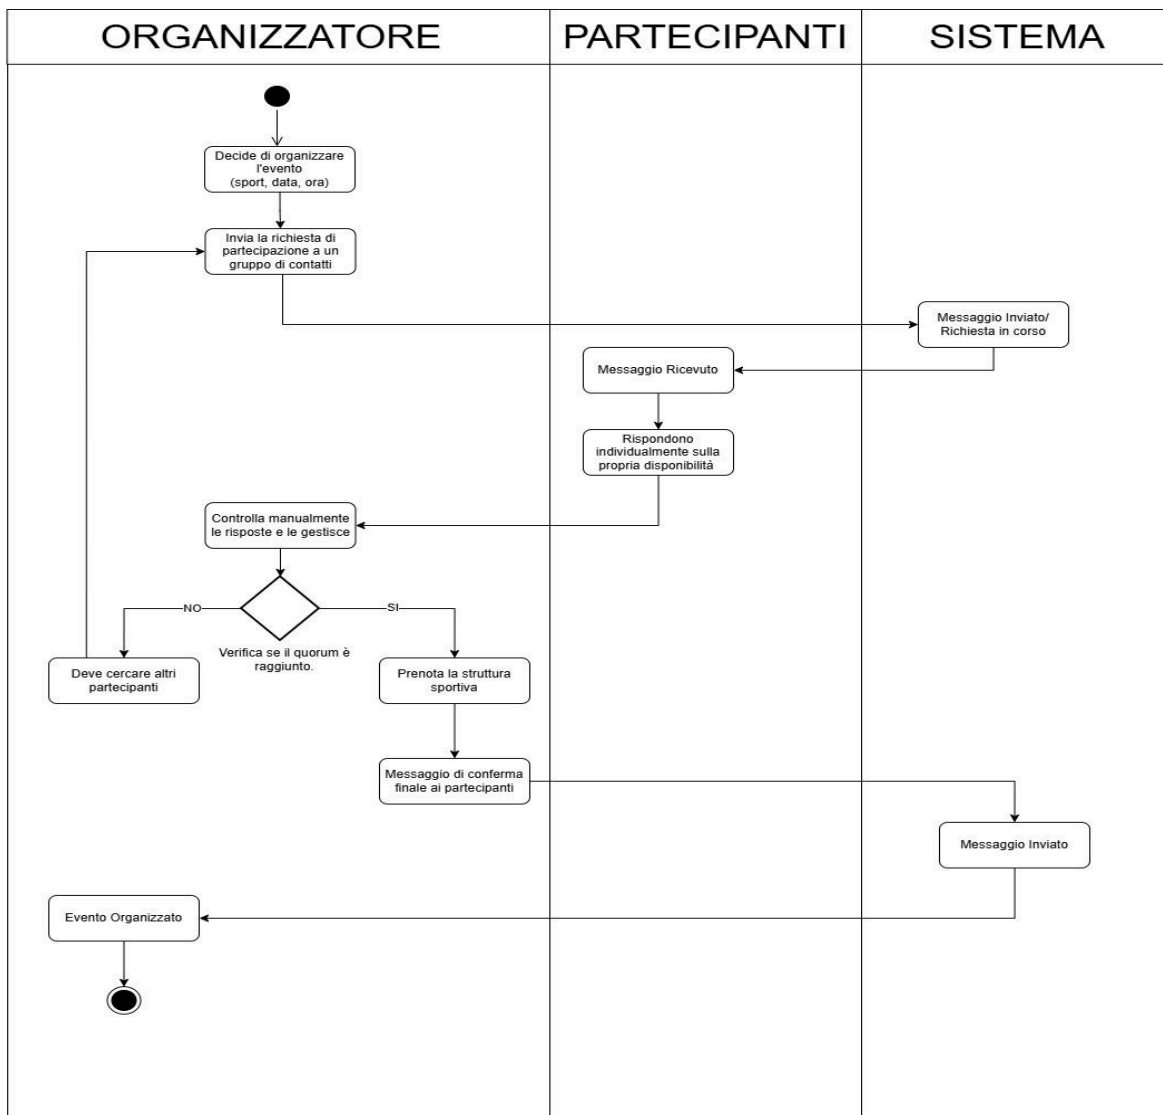 ORGANIZZATORE
PARTECIPANTI
SISTEMA
Decide di organizzare
l'evento
(sport, data, ora)
Invia la richiesta di
partecipazione a un
gruppo di contatti
Messaggio Inviato/
Richiesta in corso
Messaggio Ricevuto
Rispondono
individualmente sulla
propria disponibilità
Controlla manualmente
le risposte e le gestisce
NO
SI
Verifica se il quorum è
raggiunto.
Deve cercare altri
partecipanti
Prenota la struttura
sportiva
Messaggio di conferma
finale ai partecipanti
Messaggio Inviato
Evento Organizzato